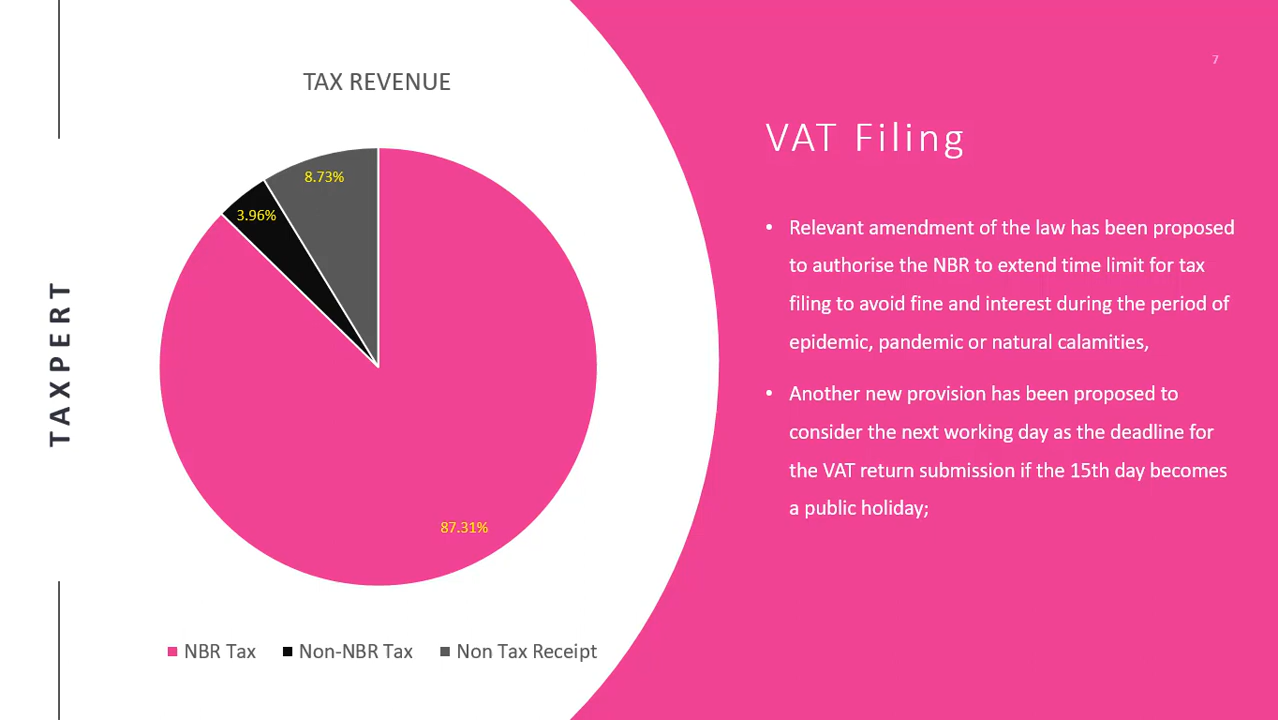 TAXPERT
TAX REVENUE
8.73%
3.96%
87.31%
NBR Tax
Non-NBR Tax
Non Tax Receipt
7
VAT Filing
• Relevant amendment of the law has been proposed
to authorise the NBR to extend time limit for tax
filing to avoid fine and interest during the period of
epidemic, pandemic or natural calamities,
• Another new provision has been proposed to
consider the next working day as the deadline for
the VAT return submission if the 15th day becomes
a public holiday;